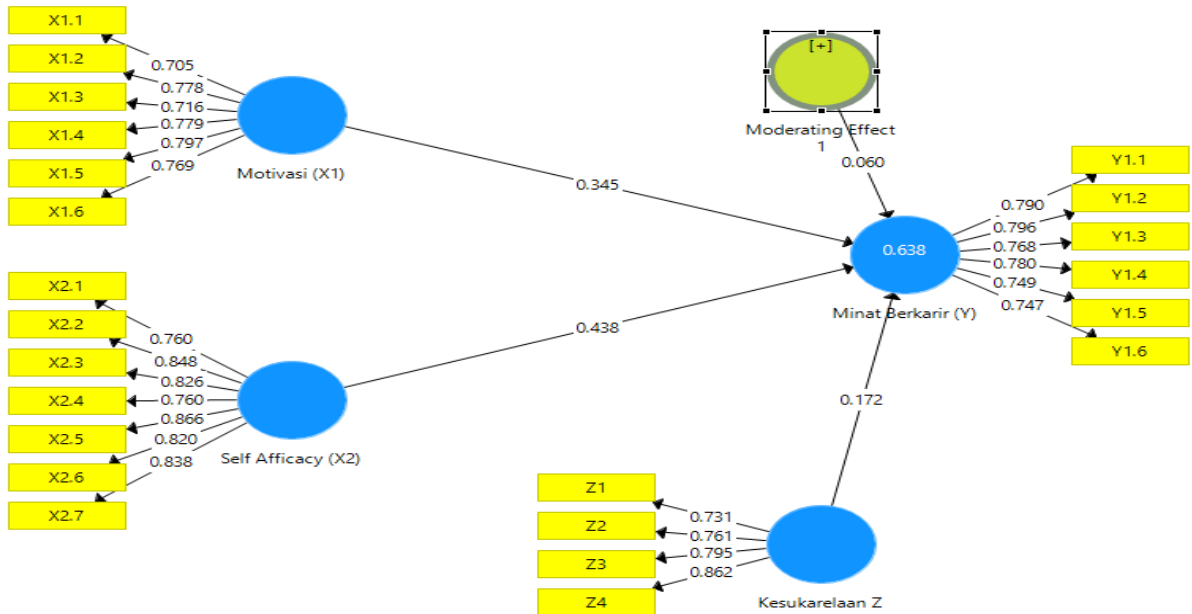 X1.1
X1.2
X1.3
X1.4
X1.5
X1.6
0.705
0.778
0.716
0.779
0.797
0.769
Motivasi (X1)
0.345
[+]
Moderating Effect
1
0.060
X2.1
X2.2
X2.3
X2.4
X2.5
X2.6
X2.7
0.760
0.848
0.826
0.760
0.866
0.820
0.838
Self Afficacy (X2)
0.438
0.638
Minat Berkarir (Y)
0.790
0.796
0.768
0.780
0.749
0.747
Y1.1
Y1.2
Y1.3
Y1.4
Y1.5
Y1.6
0.172
Z1
Z2
Z3
Z4
0.731
0.761
0.795
0.862
Kesukarelaan Z